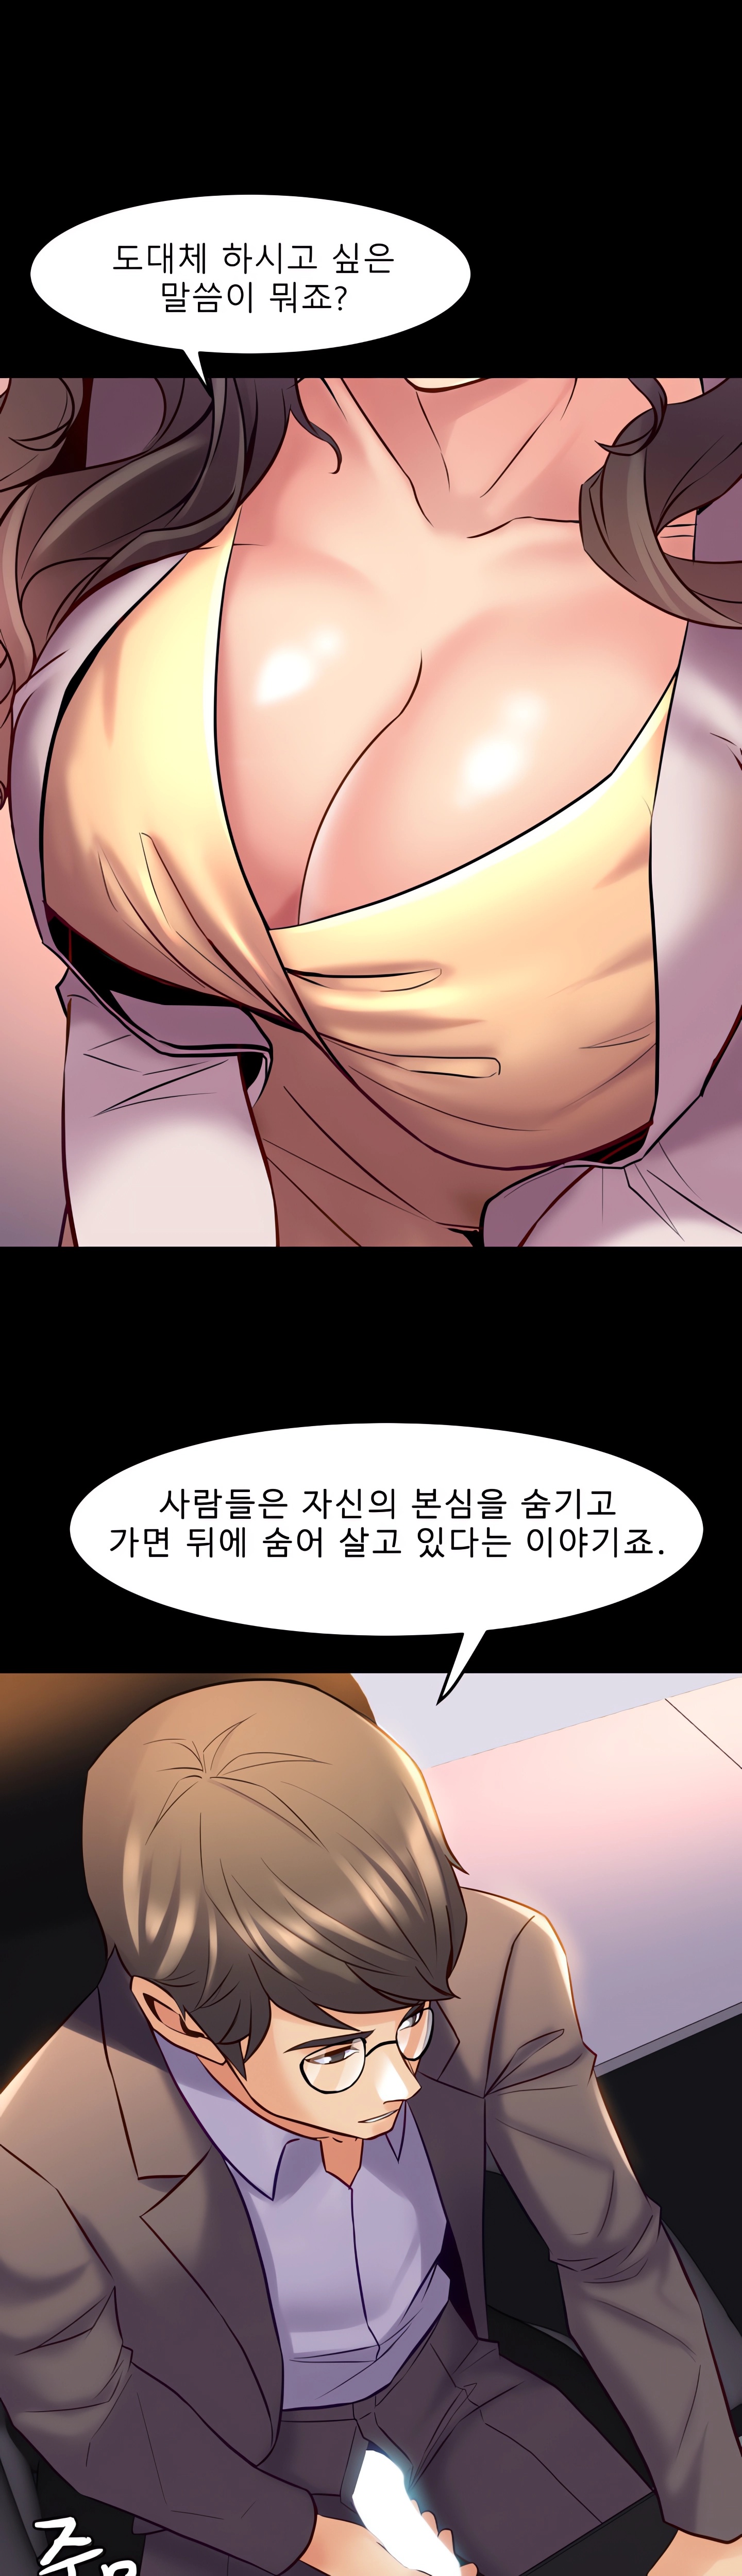 도대체 하시고 싶은
말씀이 뭐죠?
사람들은 자신의 본심을 숨기고
가면 뒤에 숨어 살고 있다는 이야기죠.